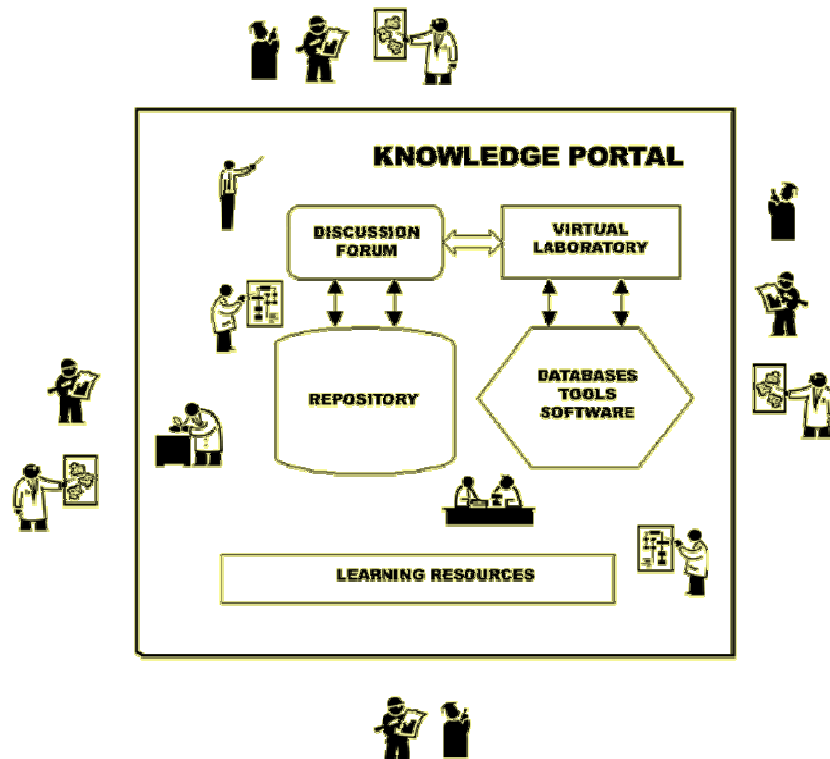 KNOWLEDGE PORTAL
DISCUSSION
FORUM
VIRTUAL
LABORATORY
REPOSITORY
DATABASES
TOOLS
SOFTWARE
LEARNING RESOURCES